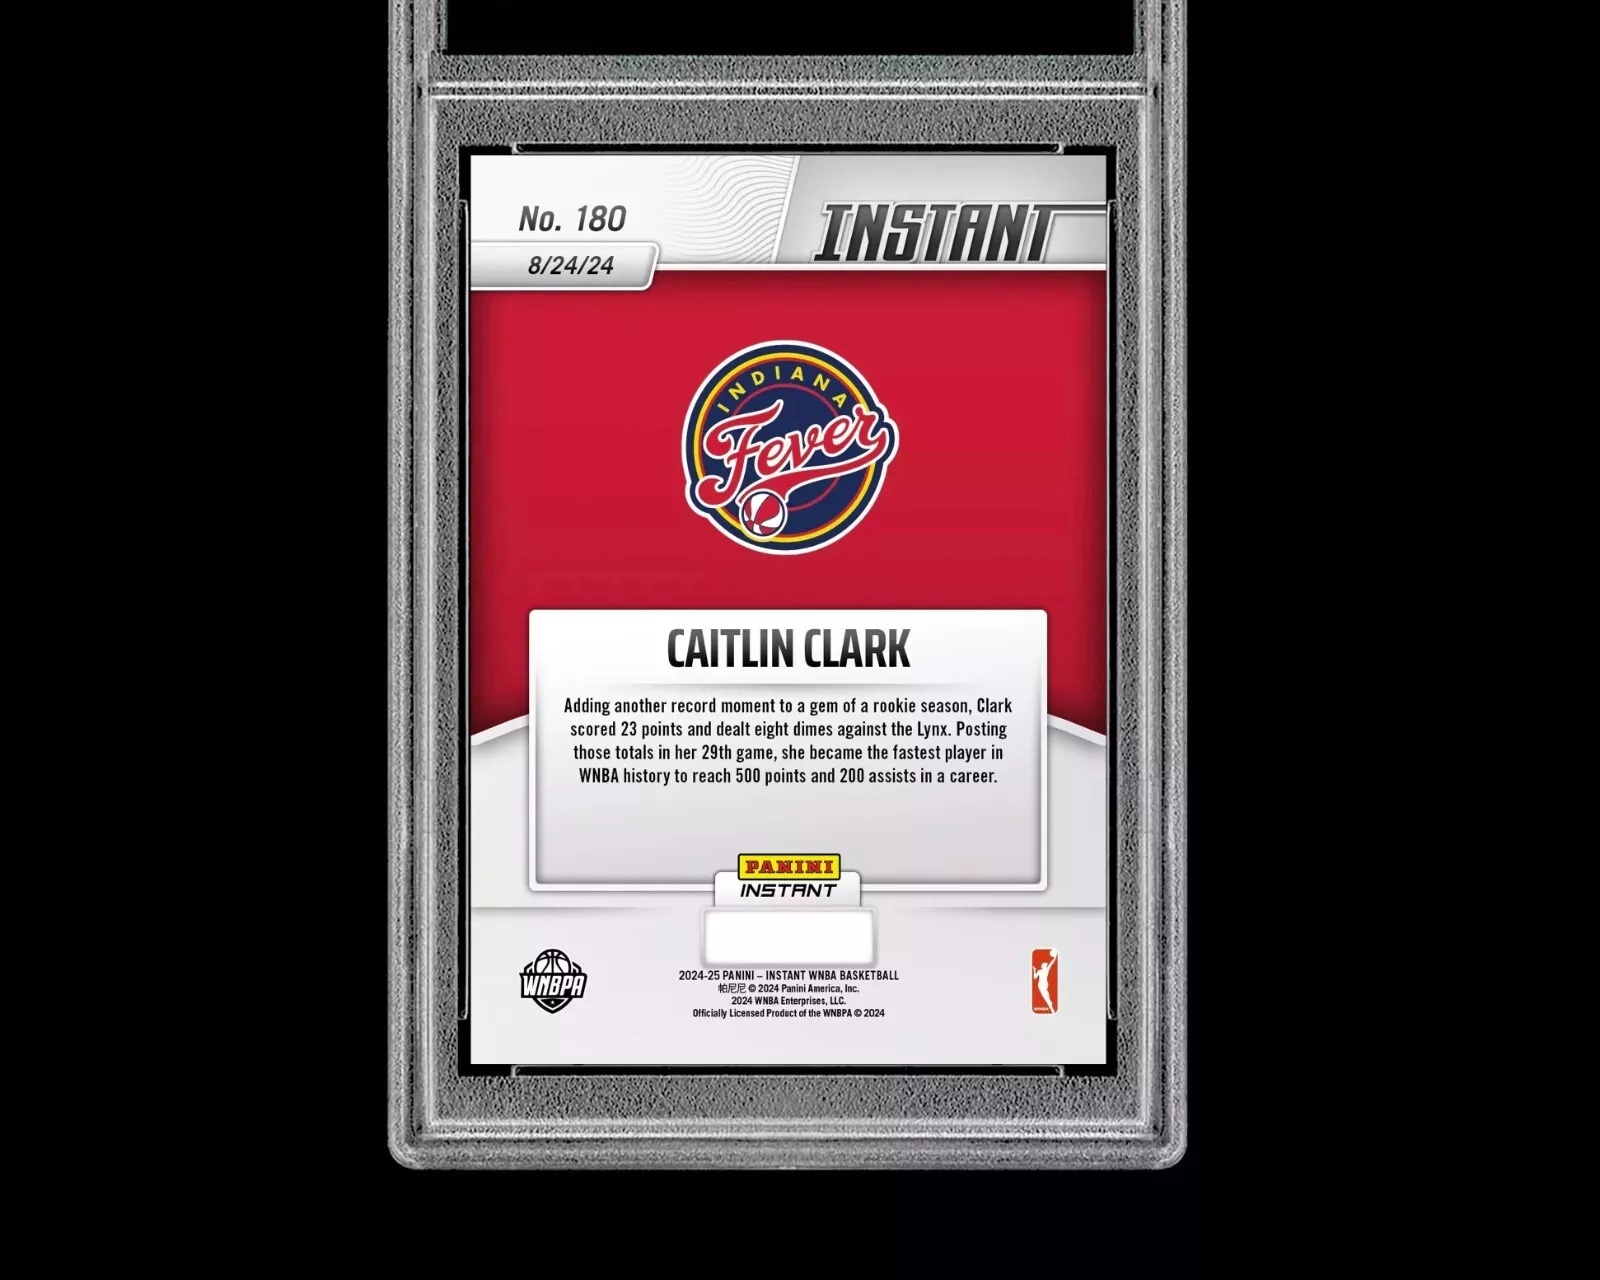 No. 180
INSTANT
8/24/24
INDIANA
Fever
CAITLIN CLARK
Adding another record moment to a gem of a rookie season, Clark
scored 23 points and dealt eight dimes against the Lynx. Posting
those totals in her 29th game, she became the fastest player in
WNBA history to reach 500 points and 200 assists in a career.
PANINI
INSTANT
WNBPA
WNBA
2024-25 PANINI – INSTANT WNBA BASKETBALL
帕尼尼 © 2024 Panini America, Inc.
2024 WNBA Enterprises, LLC.
Officially Licensed Product of the WNBPA © 2024